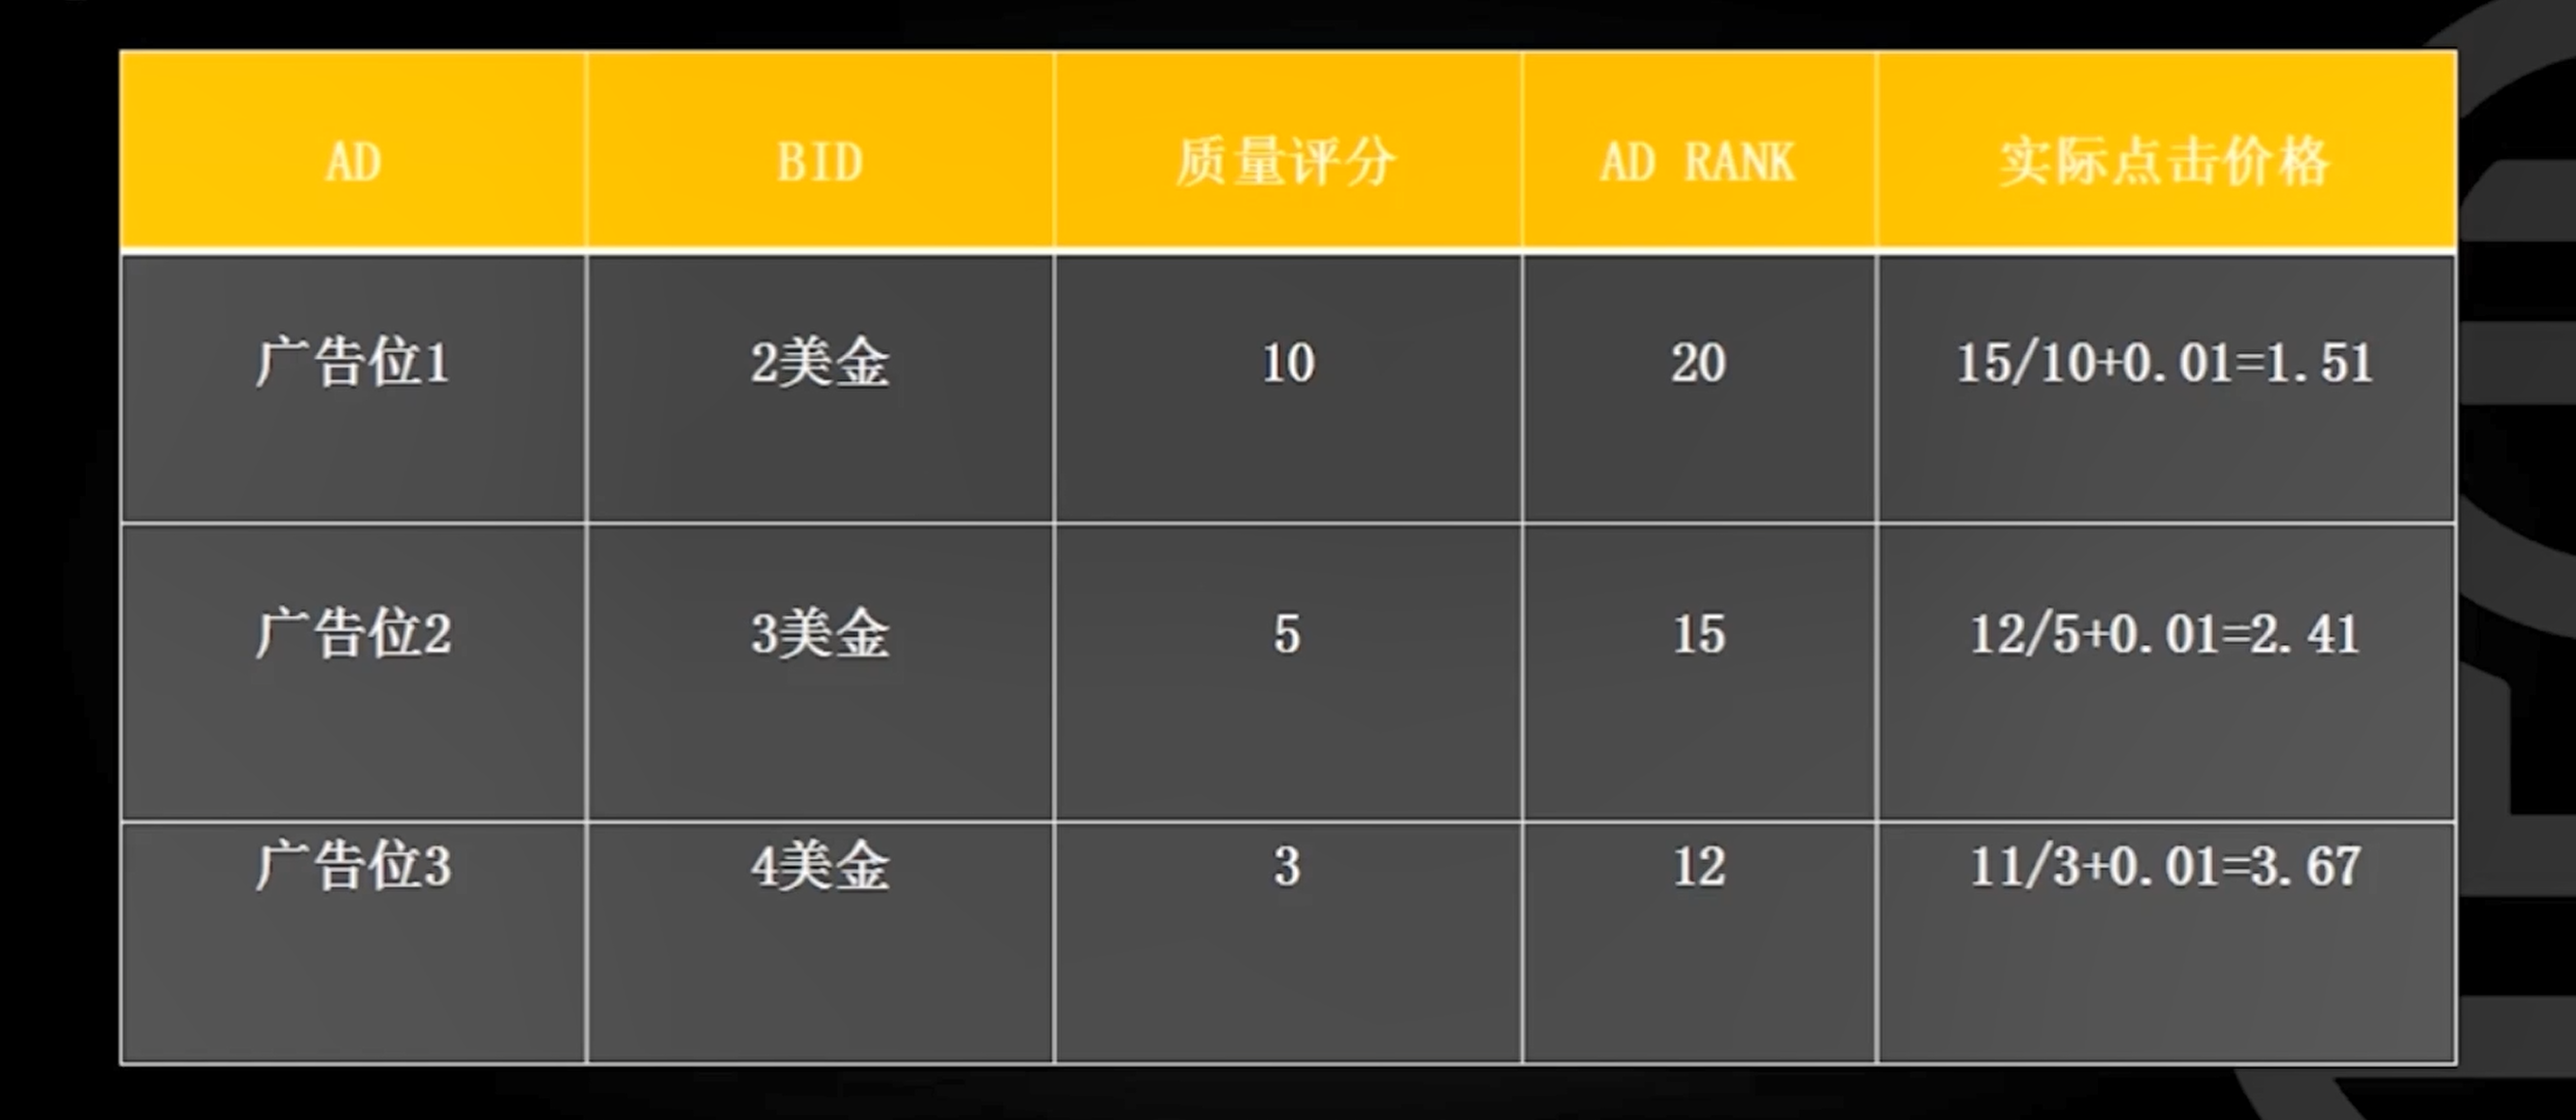 AD BID 质量评分 AD RANK 实际点击价格
广告位1 2美金 10 20 15/10+0.01=1.51
广告位2 3美金 5 15 12/5+0.01=2.41
广告位3 4美金 3 12 11/3+0.01=3.67